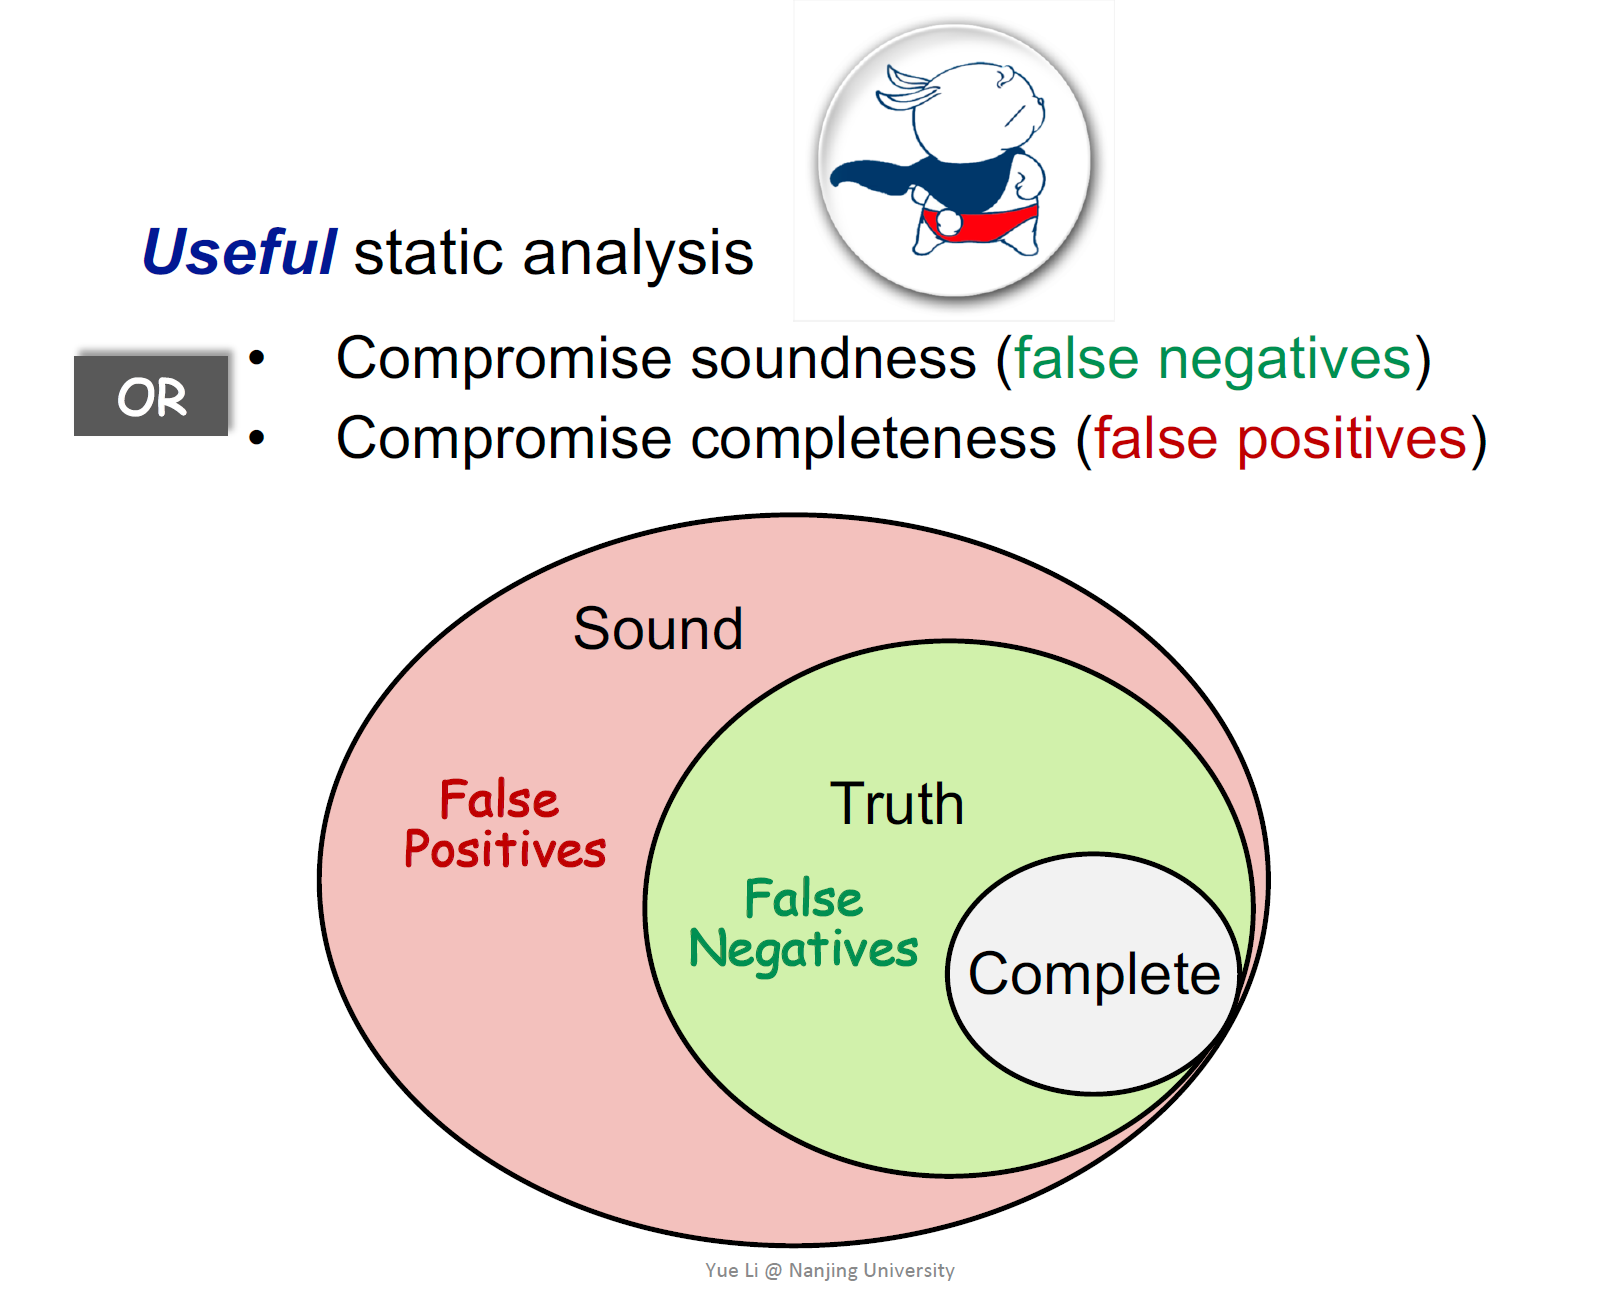 Useful static analysis
OR
• Compromise soundness (false negatives)
• Compromise completeness (false positives)
Sound
False
Positives
Truth
False
Negatives
Complete
Yue Li @ Nanjing University